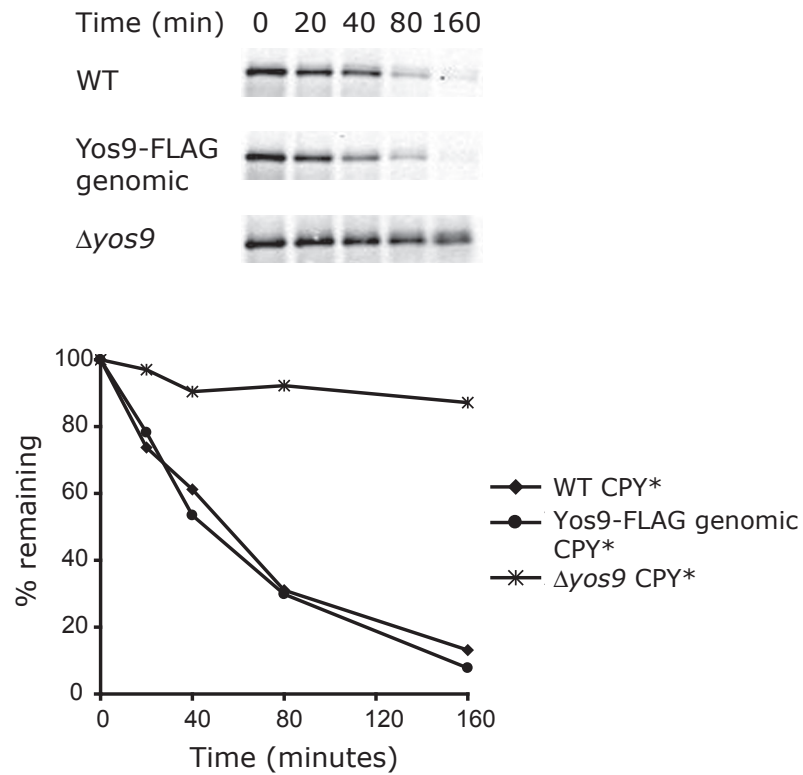 Time (min) 0 20 40 80 160
WT
Yos9-FLAG
genomic
Δyos9
100
80
60
40
20
0
% remaining
0 40 80 120 160
Time (minutes)
WT CPY*
Yos9-FLAG genomic
CPY*
Δyos9 CPY*